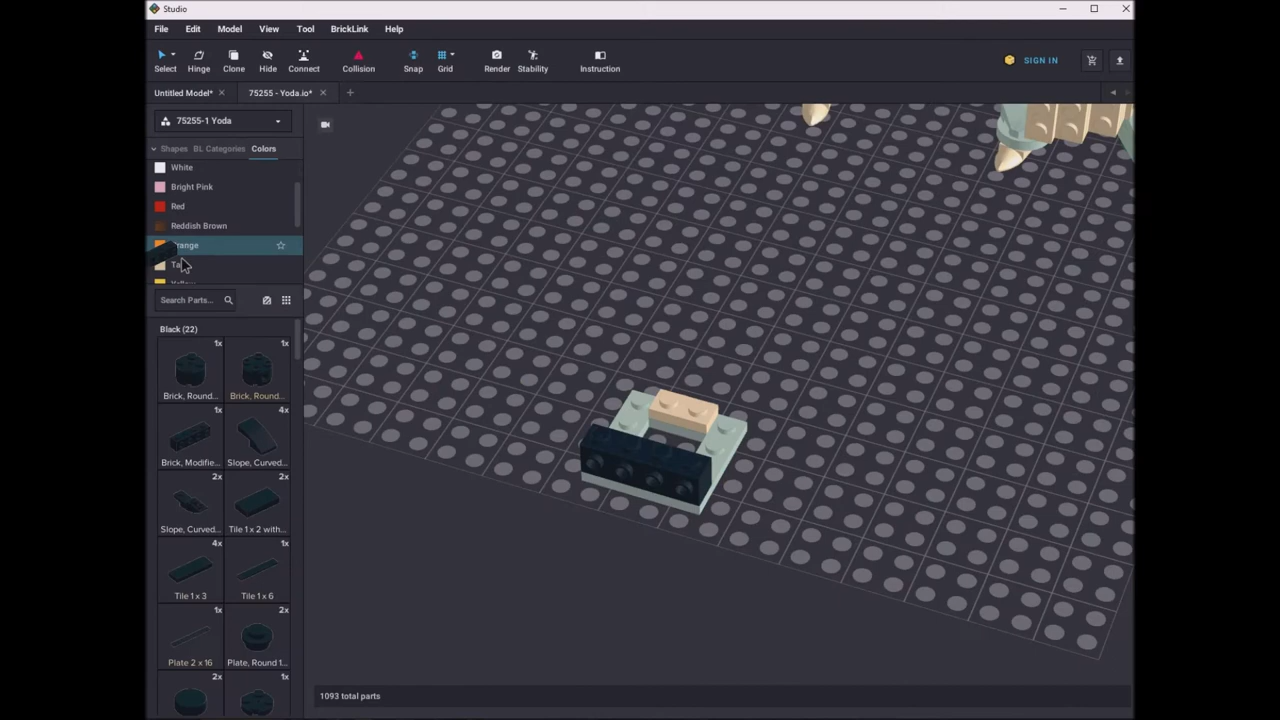 Studio
File Edit Model View Tool BrickLink Help
Select Hinge Clone Hide Connect Collision Snap Grid Render Stability Instruction SIGN IN
Untitled Model* 75255 - Yoda.io*
75255-1 Yoda
Shapes BL Categories Colors
White
Bright Pink
Red
Reddish Brown
Search Parts...
Black (22)
1x 1x
Brick, Round... Brick, Round...
1x 4x
Brick, Modifie... Slope, Curved...
2x 2x
Slope, Curved... Tile 1 x 2 with...
4x 1x
Tile 1 x 3 Tile 1 x 6
1x 2x
Plate 2 x 16 Plate, Round 1...
2x 1x
1093 total parts